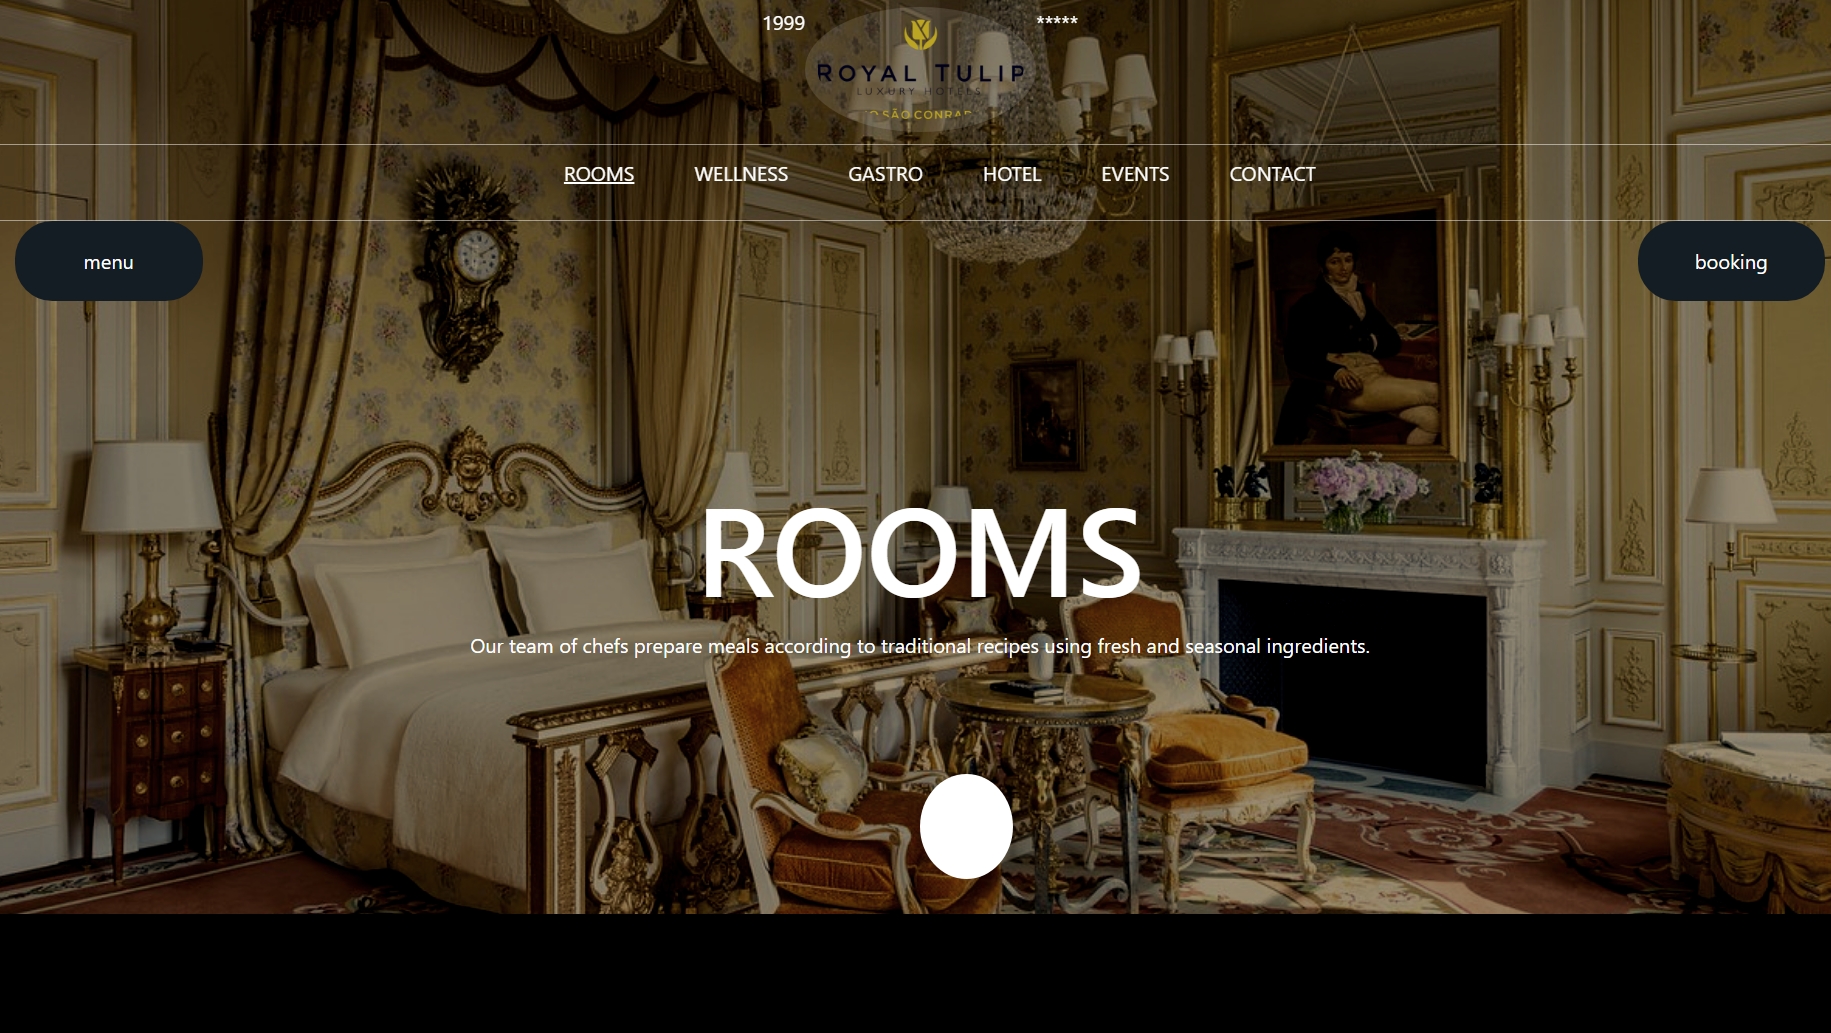 1999
*****
ROYAL TULIP
LUXURY HOTELS
SÃO CONRAD
ROOMS WELLNESS GASTRO HOTEL EVENTS CONTACT
menu
booking
ROOMS
Our team of chefs prepare meals according to traditional recipes using fresh and seasonal ingredients.